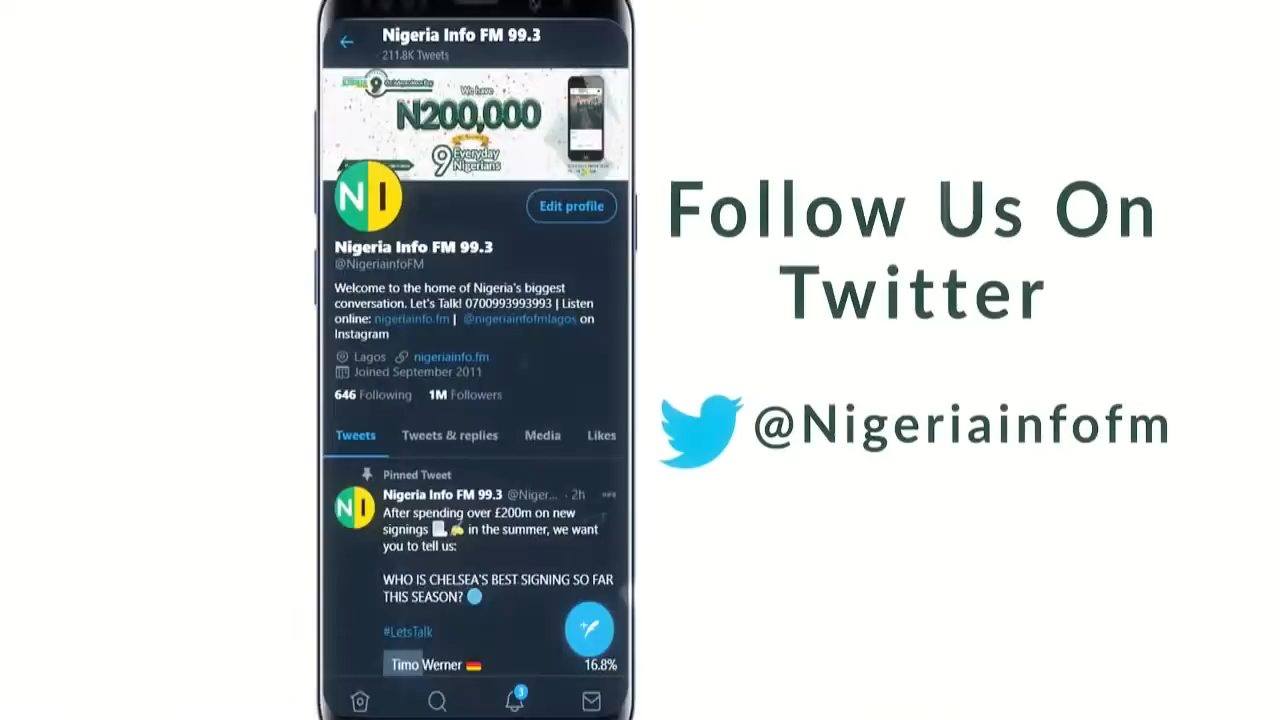 Nigeria Info FM 99.3
211.8K Tweets
We have
N200,000
9 Everyday
Nigerians
NI
Edit profile
Nigeria Info FM 99.3
@NigeriainfoFM
Welcome to the home of Nigeria's biggest
conversation. Let's Talk! 0700993993993 | Listen
online: nigeriainfo.fm | @nigeriainfofmlagos on
Instagram
Lagos nigeriainfo.fm
Joined September 2011
646 Following 1M Followers
Tweets Tweets & replies Media Likes
Pinned Tweet
NI
Nigeria Info FM 99.3 @Niger... · 2h
After spending over £200m on new
signings 📃✍ in the summer, we want
you to tell us:
WHO IS CHELSEA'S BEST SIGNING SO FAR
THIS SEASON? 🔵
#LetsTalk
Timo Werner 🇩🇪 16.8%
3
Follow Us On
Twitter
@Nigeriainfofm